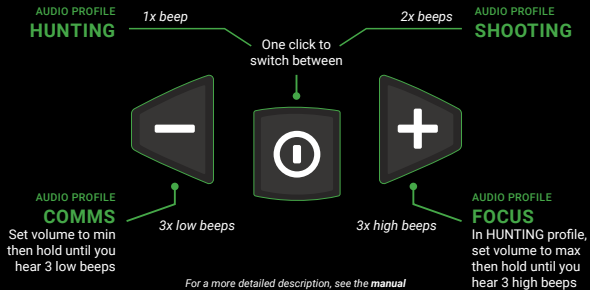 AUDIO PROFILE
HUNTING
1x beep
2x beeps
AUDIO PROFILE
SHOOTING
One click to
switch between
AUDIO PROFILE
COMMS
Set volume to min
then hold until you
hear 3 low beeps
3x low beeps
3x high beeps
AUDIO PROFILE
FOCUS
In HUNTING profile,
set volume to max
then hold until you
hear 3 high beeps
For a more detailed description, see the manual